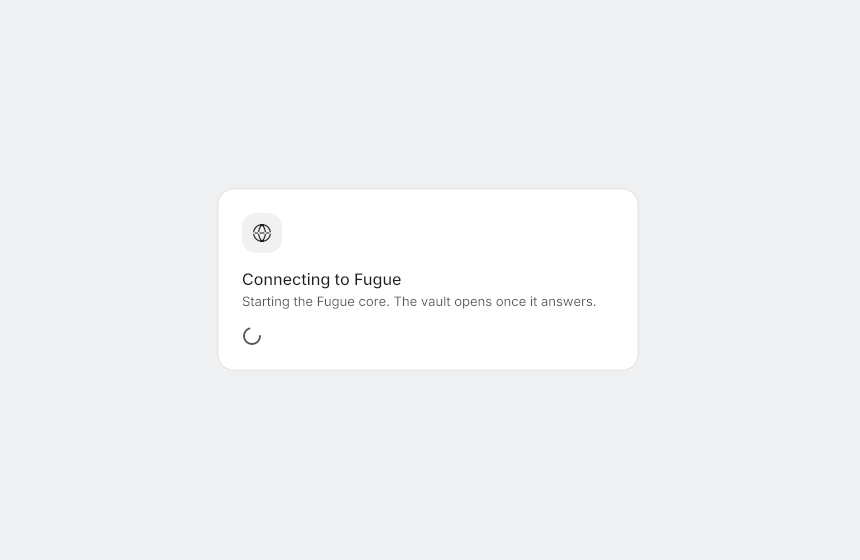 Connecting to Fugue
Starting the Fugue core. The vault opens once it answers.